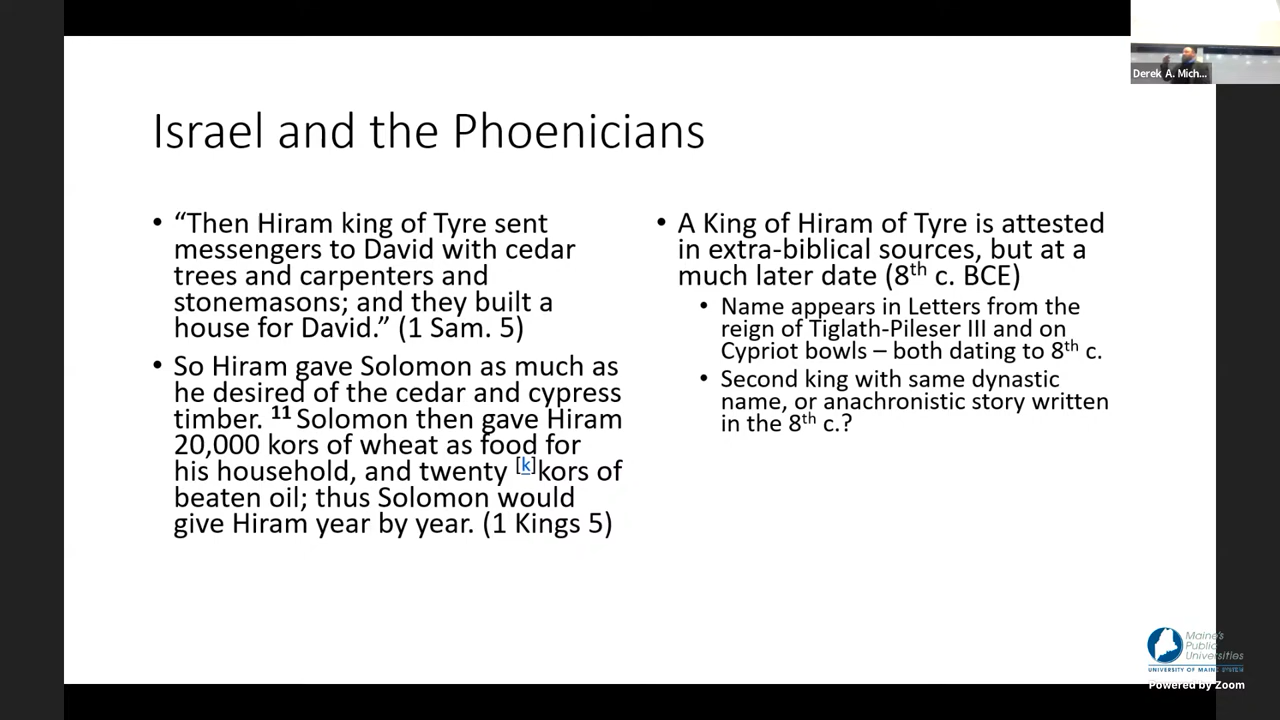 Derek A. Mich...
Israel and the Phoenicians
• “Then Hiram king of Tyre sent
messengers to David with cedar
trees and carpenters and
stonemasons; and they built a
house for David.” (1 Sam. 5)
• So Hiram gave Solomon as much as
he desired of the cedar and cypress
timber. 11 Solomon then gave Hiram
20,000 kors of wheat as food for
his household, and twenty [k]kors of
beaten oil; thus Solomon would
give Hiram year by year. (1 Kings 5)
• A King of Hiram of Tyre is attested
in extra-biblical sources, but at a
much later date (8th c. BCE)
• Name appears in Letters from the
reign of Tiglath-Pileser III and on
Cypriot bowls – both dating to 8th c.
• Second king with same dynastic
name, or anachronistic story written
in the 8th c.?
Maine's
Public
Universities
UNIVERSITY OF MAINE SYSTEM
Powered by Zoom